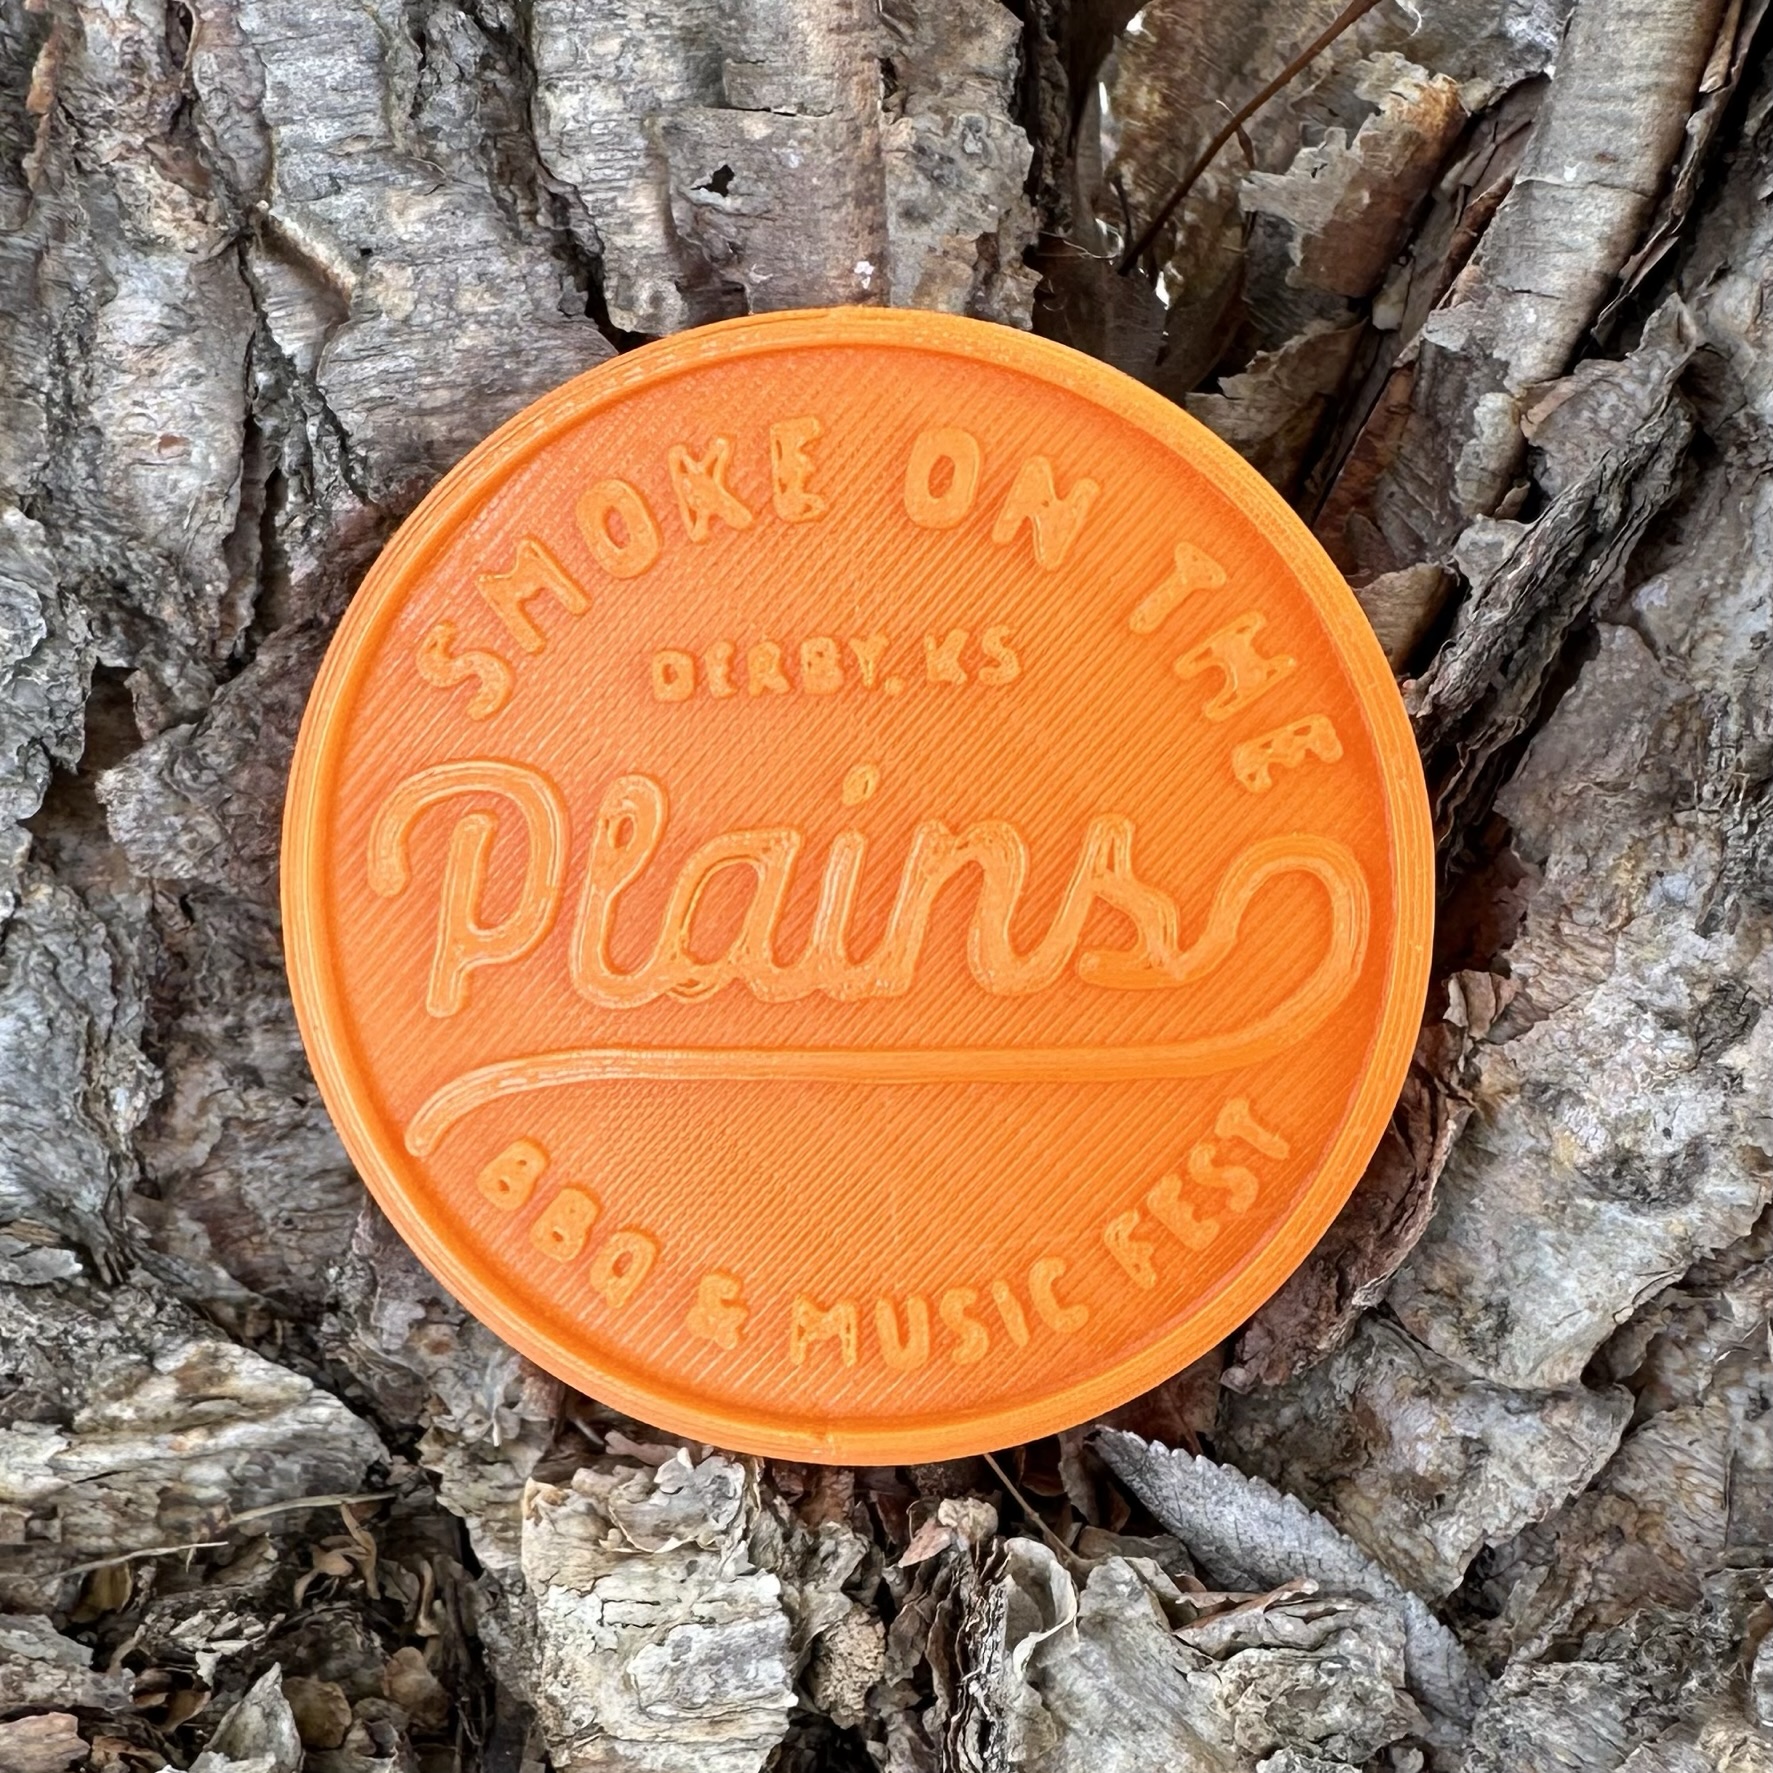 SMOKE ON THE
DERBY, KS
Plains
BBQ & MUSIC FEST